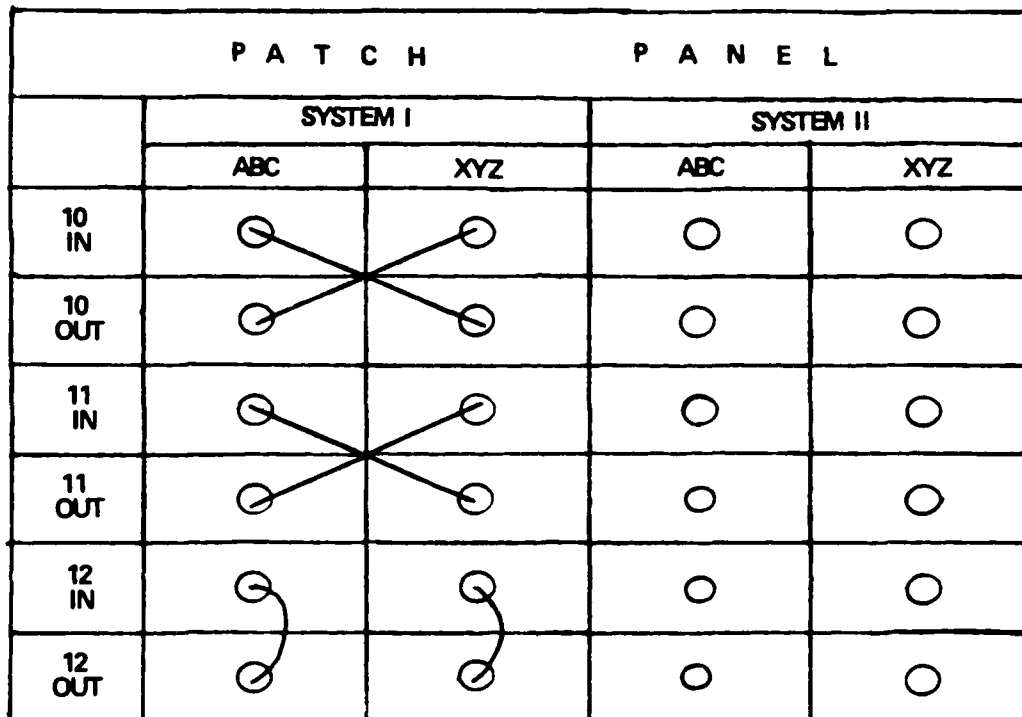 PATCH PANEL
SYSTEM I SYSTEM II
ABC XYZ ABC XYZ
10
IN
10
OUT
11
IN
11
OUT
12
IN
12
OUT